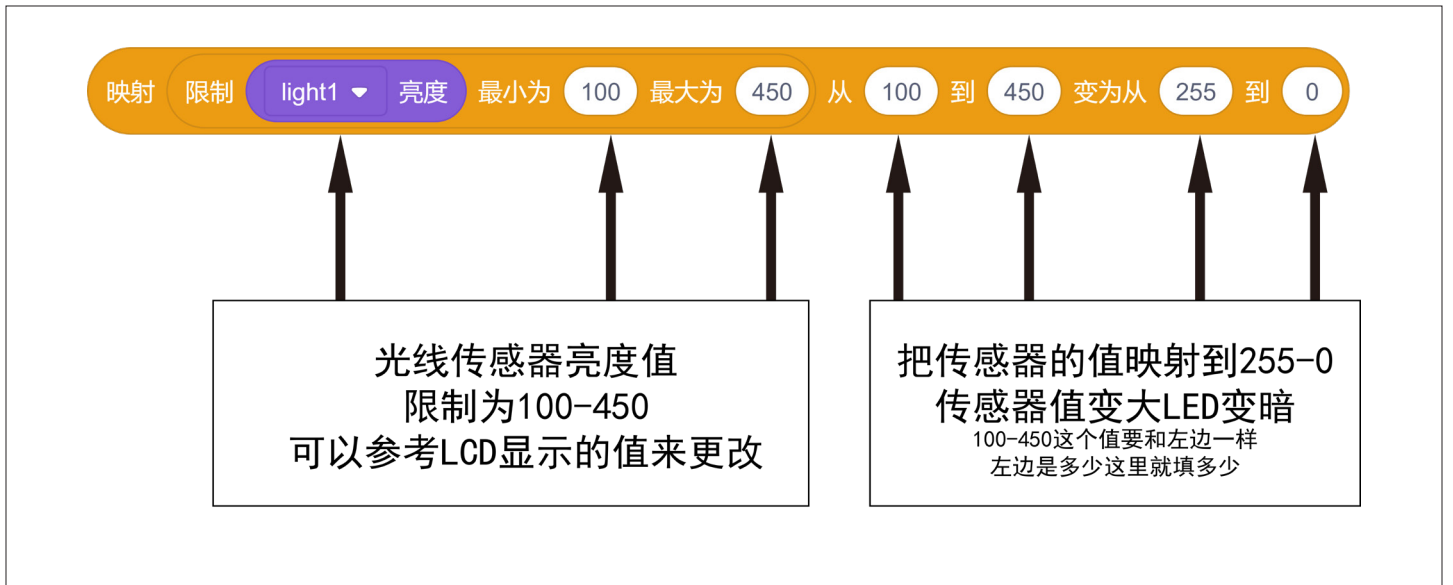 映射 限制 light1 亮度 最小为 100 最大为 450 从 100 到 450 变为从 255 到 0
光线传感器亮度值
限制为100-450
可以参考LCD显示的值来更改
把传感器的值映射到255-0
传感器值变大LED变暗
100-450这个值要和左边一样
左边是多少这里就填多少